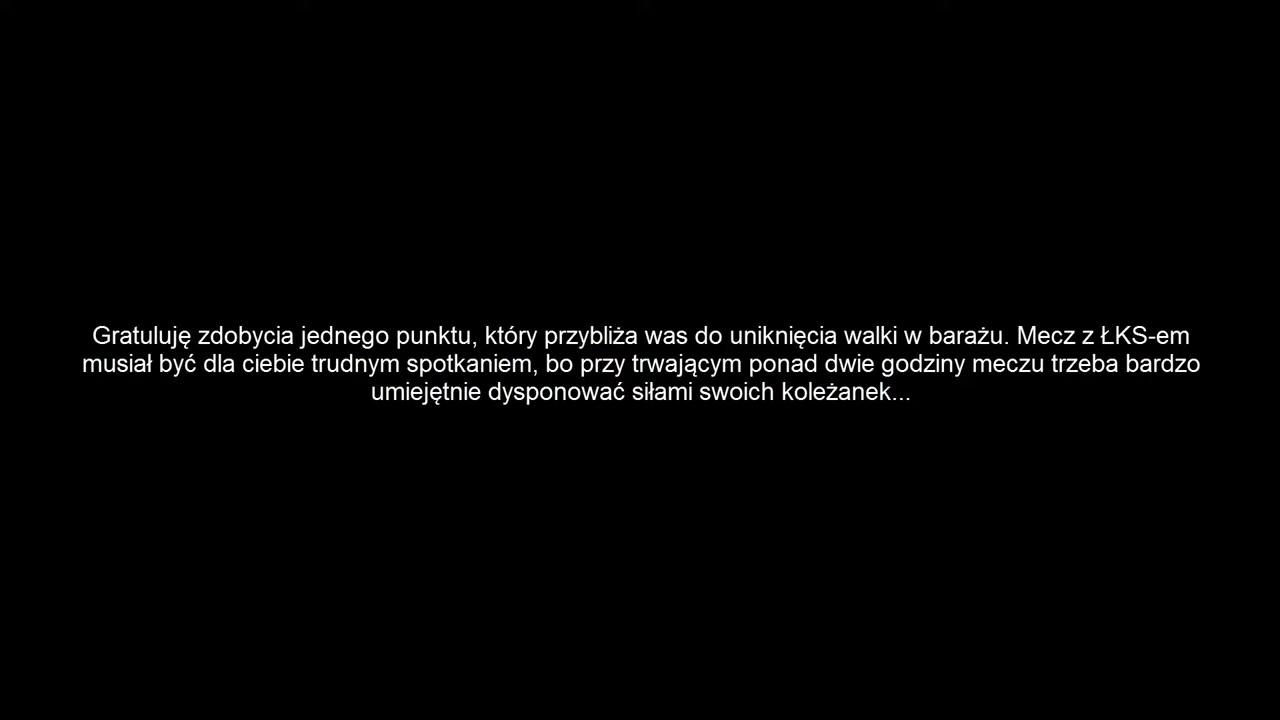 Gratuluję zdobycia jednego punktu, który przybliża was do uniknięcia walki w barażu. Mecz z ŁKS-em
musiał być dla ciebie trudnym spotkaniem, bo przy trwającym ponad dwie godziny meczu trzeba bardzo
umiejętnie dysponować siłami swoich koleżanek...